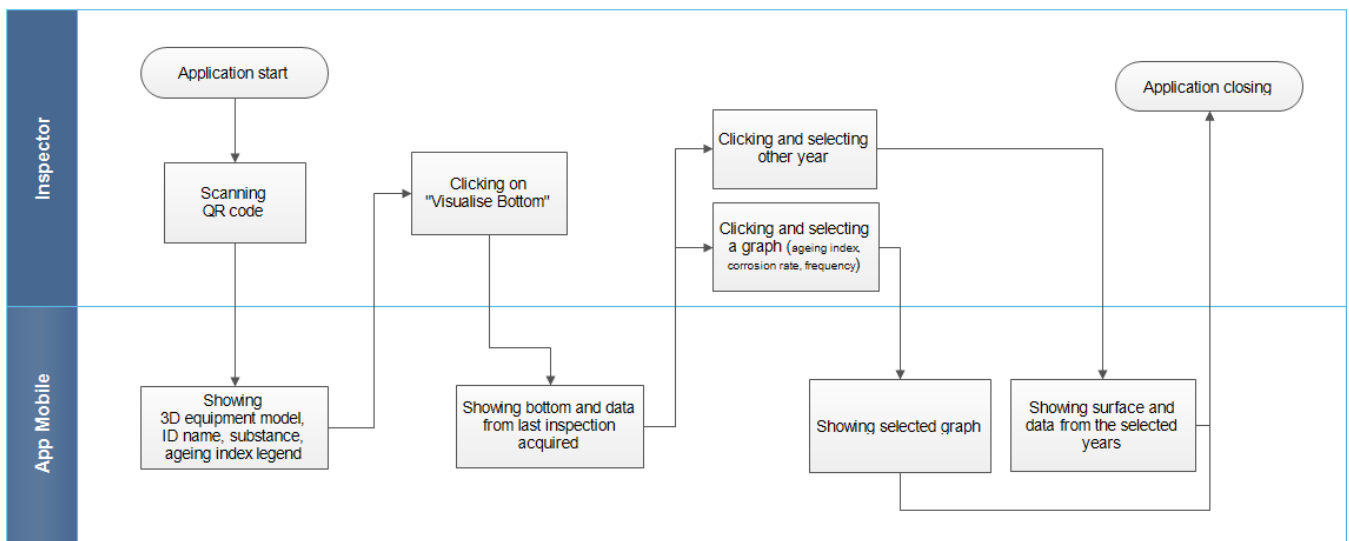 Inspector
Application start
Scanning
QR code
Clicking on
"Visualise Bottom"
Clicking and selecting
other year
Clicking and selecting
a graph (ageing index,
corrosion rate, frequency)
Application closing
App Mobile
Showing
3D equipment model,
ID name, substance,
ageing index legend
Showing bottom and data
from last inspection
acquired
Showing selected graph
Showing surface and
data from the selected
years